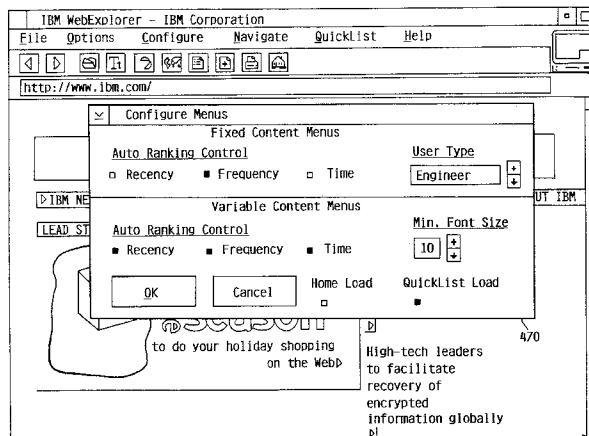 IBM WebExplorer - IBM Corporation
File Options Configure Navigate QuickList Help
Tt
http://www.ibm.com/
Configure Menus
Fixed Content Menus
Auto Ranking Control
User Type
Recency Frequency Time
Engineer
IBM NE
UT IBM
Variable Content Menus
Auto Ranking Control
Min. Font Size
LEAD ST
Recency Frequency Time
10
OK Cancel Home Load QuickList Load
470
to do your holiday shopping
on the Web
High-tech leaders
to facilitate
recovery of
encrypted
information globally